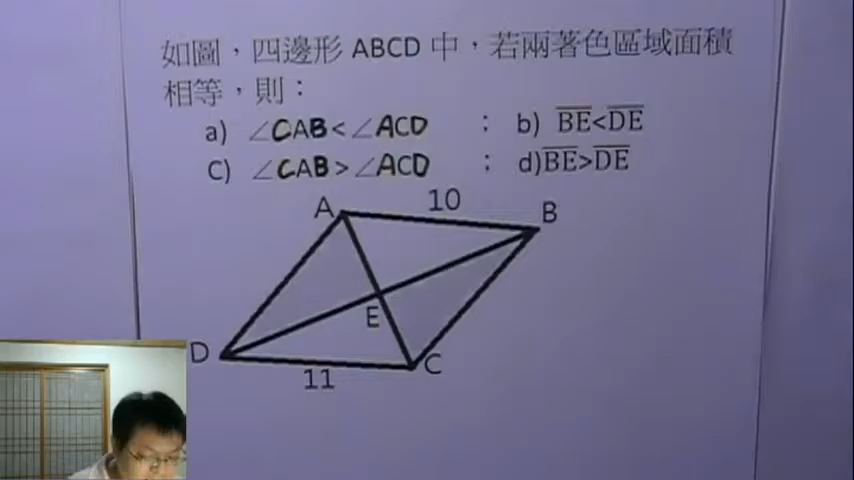 如圖，四邊形 ABCD 中，若兩著色區域面積
相等，則：
a) ∠CAB<∠ACD ： b) BE<DE
C) ∠CAB>∠ACD ： d)BE>DE
A 10 B
E
D 11 C